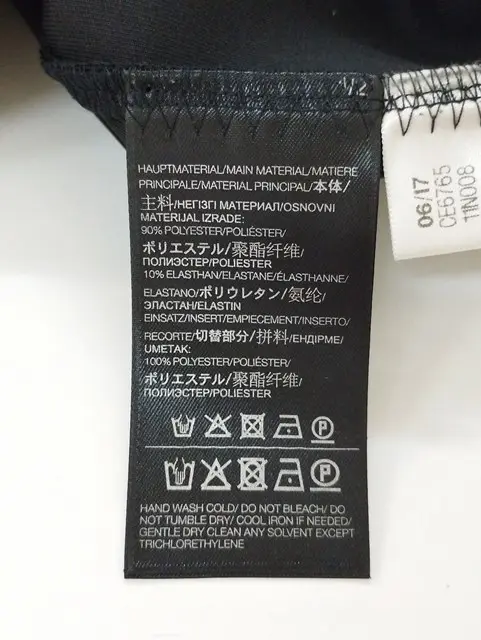 1/2
HAUPTMATERIAL/MAIN MATERIAL/MATIERE
PRINCIPALE/MATERIAL PRINCIPAL/本体/
主料/НЕГІЗГІ МАТЕРИАЛ/OSNOVNI
MATERIJAL IZRADE:
90% POLYESTER/POLIÉSTER/
ポリエステル/聚酯纤维/
ПОЛИЭСТЕР/POLIESTER
10% ELASTHAN/ELASTANE/ÉLASTHANNE/
ELASTANO/ポリウレタン/氨纶/
ЭЛАСТАН/ELASTIN
EINSATZ/INSERT/EMPIECEMENT/INSERTO/
RECORTE/切替部分/拼料/ЕНДІРМЕ/
UMETAK:
100% POLYESTER/POLIÉSTER/
ポリエステル/聚酯纤维/
ПОЛИЭСТЕР/POLIESTER
P
P
HAND WASH COLD/ DO NOT BLEACH/ DO
NOT TUMBLE DRY/ COOL IRON IF NEEDED/
GENTLE DRY CLEAN ANY SOLVENT EXCEPT
TRICHLORETHYLENE
06/17
CE6765
11N008